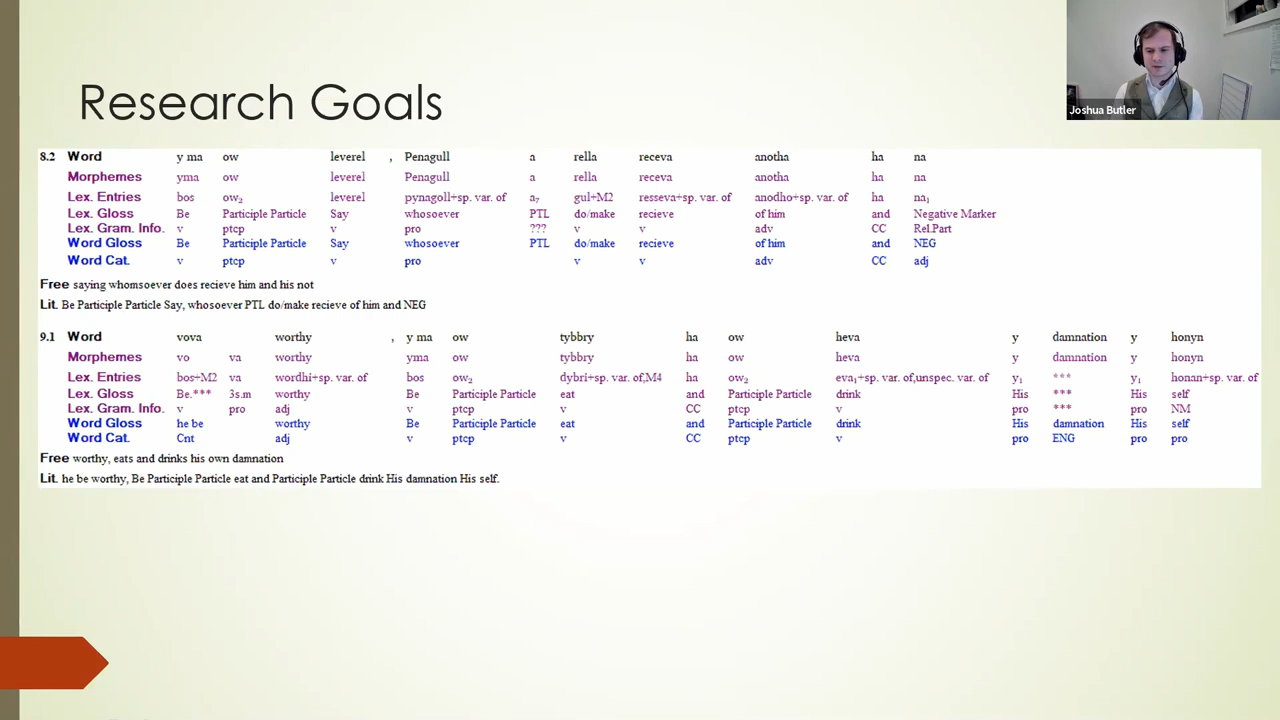 Research Goals
Joshua Butler
8.2 Word y ma ow leverel , Penagull a rella receva anotha ha na
Morphemes yma ow leverel Penagull a rella receva anotha ha na
Lex. Entries bos ow₂ leverel pynagoll+sp. var. of a₇ gul+M2 resseva+sp. var. of anodho+sp. var. of ha na₁
Lex. Gloss Be Participle Particle Say whosoever PTL do/make recieve of him and Negative Marker
Lex. Gram. Info. v ptcp v pro ??? v v adv CC Rel.Part
Word Gloss Be Participle Particle Say whosoever PTL do/make recieve of him and NEG
Word Cat. v ptcp v pro v v adv CC adj
Free saying whomsoever does recieve him and his not
Lit. Be Participle Particle Say, whosoever PTL do/make recieve of him and NEG
9.1 Word vova worthy , y ma ow tybbry ha ow heva y damnation y honyn
Morphemes vo va worthy yma ow tybbry ha ow heva y damnation y honyn
Lex. Entries bos+M2 va wordhi+sp. var. of bos ow₂ dybri+sp. var. of,M4 ha ow₂ eva₁+sp. var. of,unspec. var. of y₁ *** y₁ honan+sp. var. of
Lex. Gloss Be.*** 3s.m worthy Be Participle Particle eat and Participle Particle drink His *** His self
Lex. Gram. Info. v pro adj v ptcp v CC ptcp v pro *** pro NM
Word Gloss he be worthy Be Participle Particle eat and Participle Particle drink His damnation His self
Word Cat. Cnt adj v ptcp v CC ptcp v pro ENG pro pro
Free worthy, eats and drinks his own damnation
Lit. he be worthy, Be Participle Particle eat and Participle Particle drink His damnation His self.